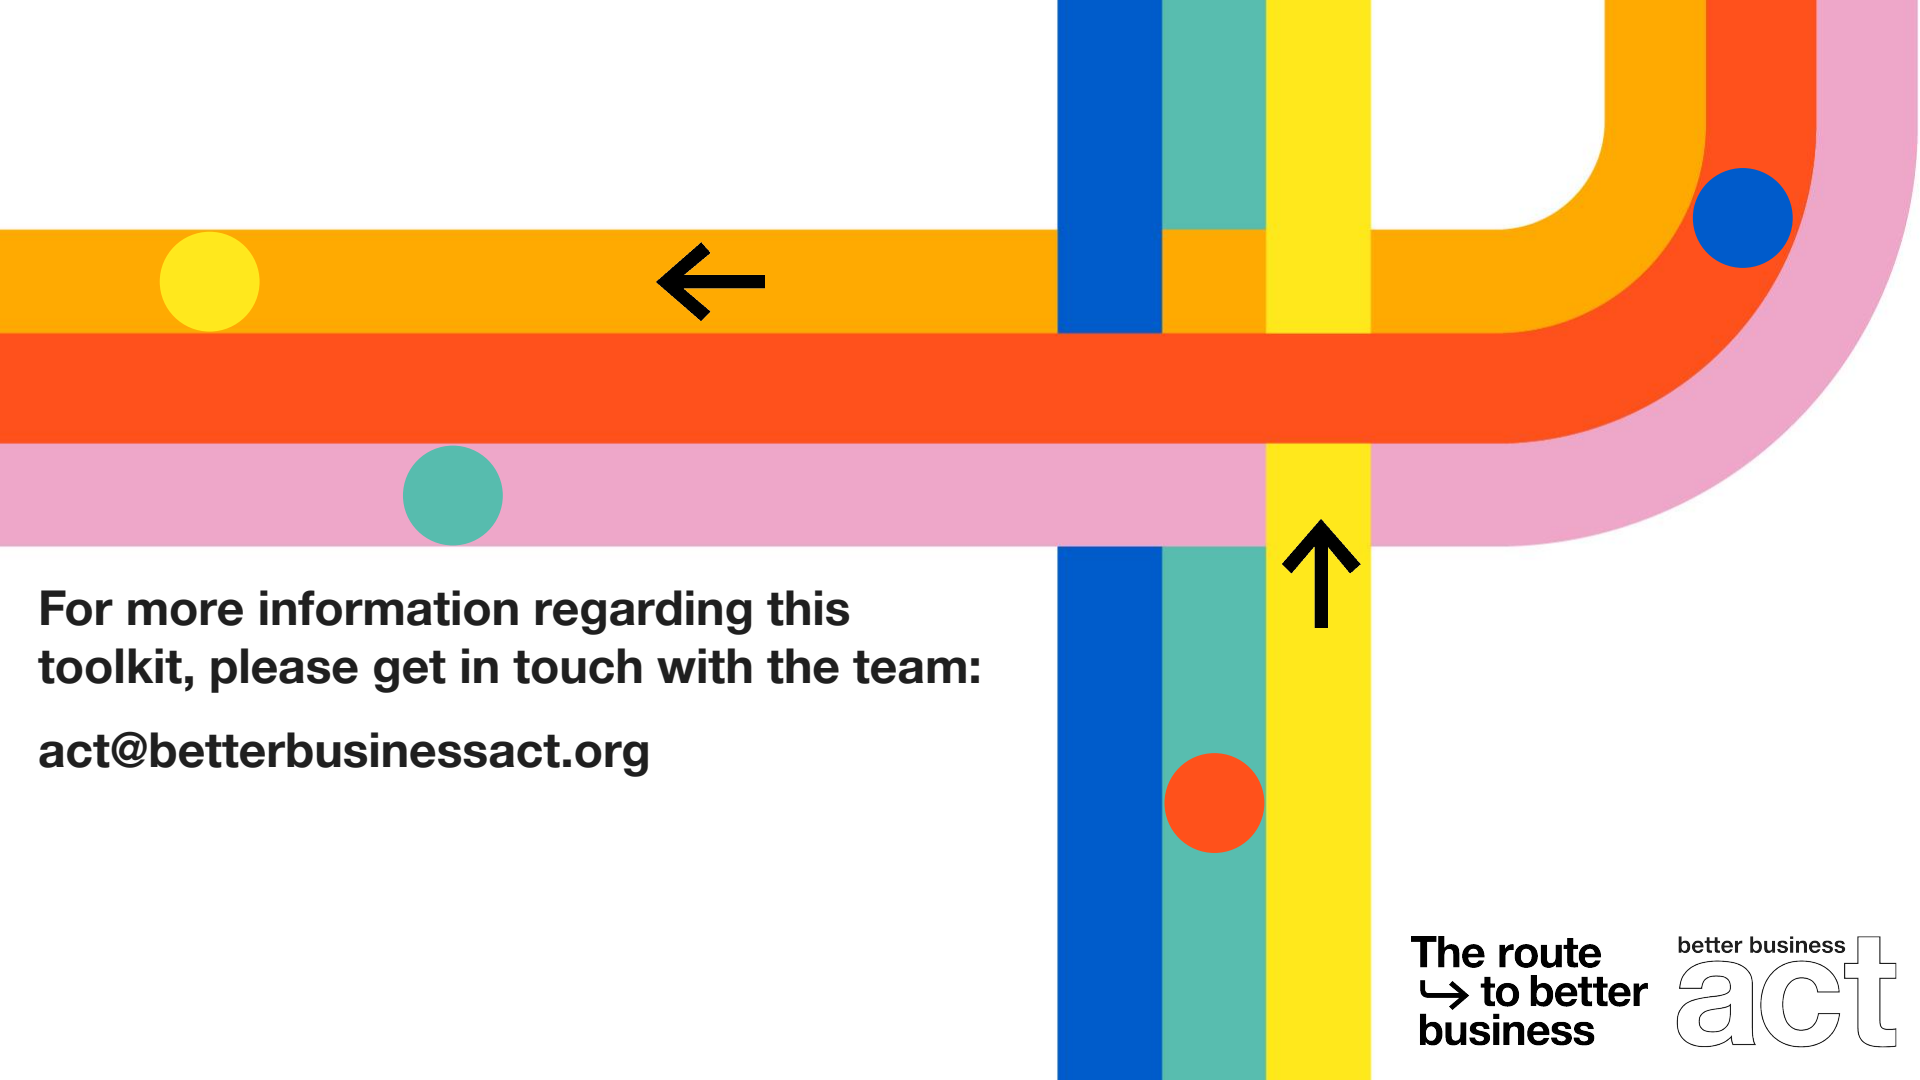 For more information regarding this
toolkit, please get in touch with the team:
act@betterbusinessact.org
The route
to better
business
better business
act